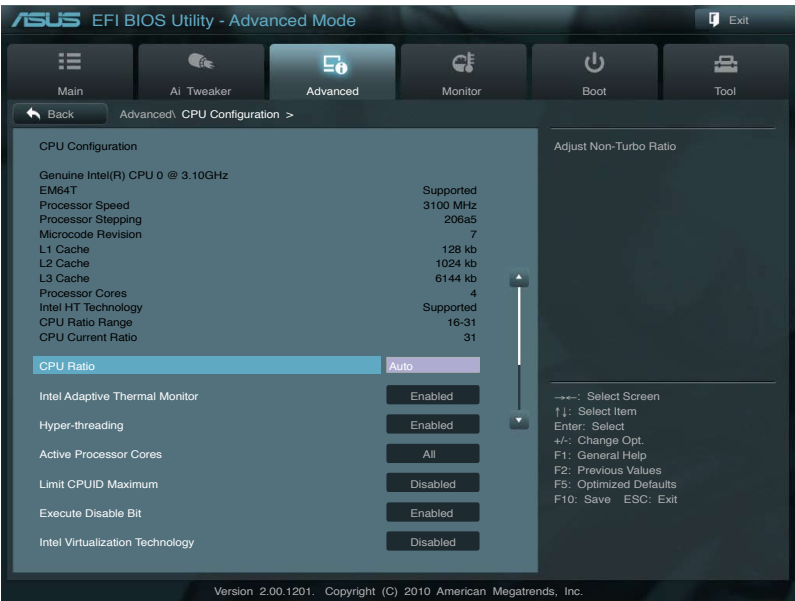 ASUS EFI BIOS Utility - Advanced Mode
Exit
Main
Ai Tweaker
Advanced
Monitor
Boot
Tool
Back
Advanced\ CPU Configuration >
CPU Configuration
Genuine Intel(R) CPU 0 @ 3.10GHz
EM64T Supported
Processor Speed 3100 MHz
Processor Stepping 206a5
Microcode Revision 7
L1 Cache 128 kb
L2 Cache 1024 kb
L3 Cache 6144 kb
Processor Cores 4
Intel HT Technology Supported
CPU Ratio Range 16-31
CPU Current Ratio 31
CPU Ratio Auto
Intel Adaptive Thermal Monitor Enabled
Hyper-threading Enabled
Active Processor Cores All
Limit CPUID Maximum Disabled
Execute Disable Bit Enabled
Intel Virtualization Technology Disabled
Adjust Non-Turbo Ratio
→←: Select Screen
↑↓: Select Item
Enter: Select
+/-: Change Opt.
F1: General Help
F2: Previous Values
F5: Optimized Defaults
F10: Save ESC: Exit
Version 2.00.1201. Copyright (C) 2010 American Megatrends, Inc.